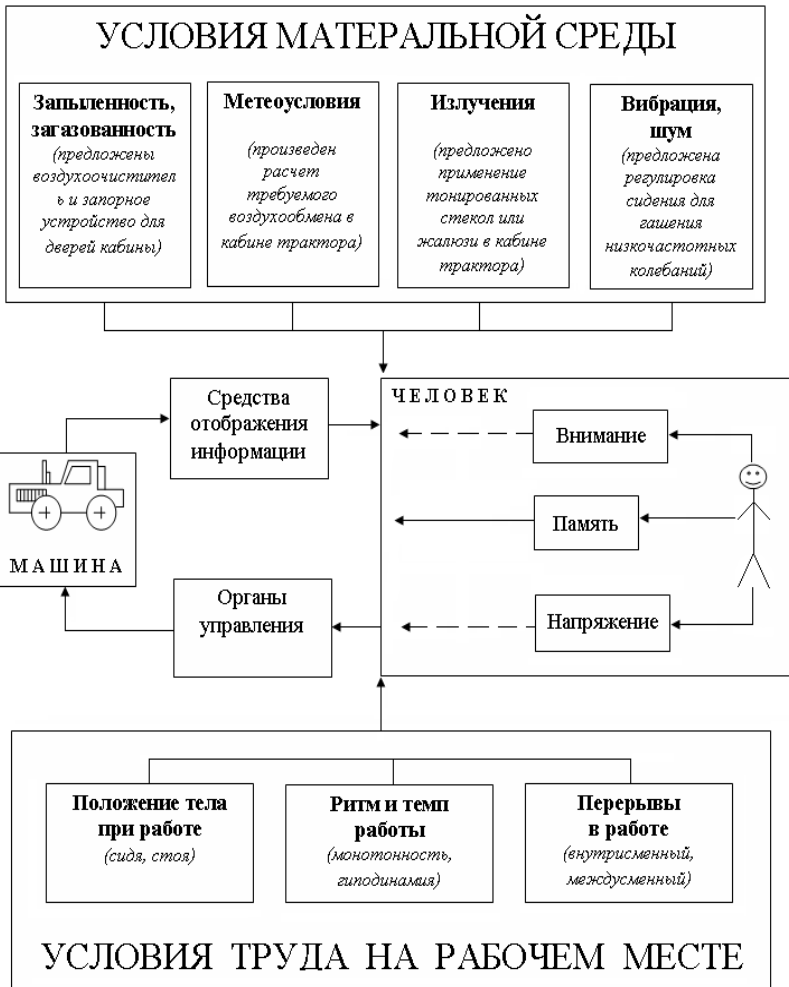 УСЛОВИЯ МАТЕРАЛЬНОЙ СРЕДЫ
Запыленность,
загазованность
(предложены
воздухоочистител
ь и запорное
устройство для
дверей кабины)
Метеоусловия
(произведен
расчет
требуемого
воздухообмена в
кабине трактора)
Излучения
(предложено
применение
тонированных
стекол или
жалюзи в кабине
трактора)
Вибрация,
шум
(предложена
регулировка
сидения для
гашения
низкочастотных
колебаний)
Средства
отображения
информации
ЧЕЛОВЕК
Внимание
Память
Напряжение
МАШИНА
Органы
управления
Положение тела
при работе
(сидя, стоя)
Ритм и темп
работы
(монотонность,
гиподинамия)
Перерывы
в работе
(внутрисменный,
междусменный)
УСЛОВИЯ ТРУДА НА РАБОЧЕМ МЕСТЕ